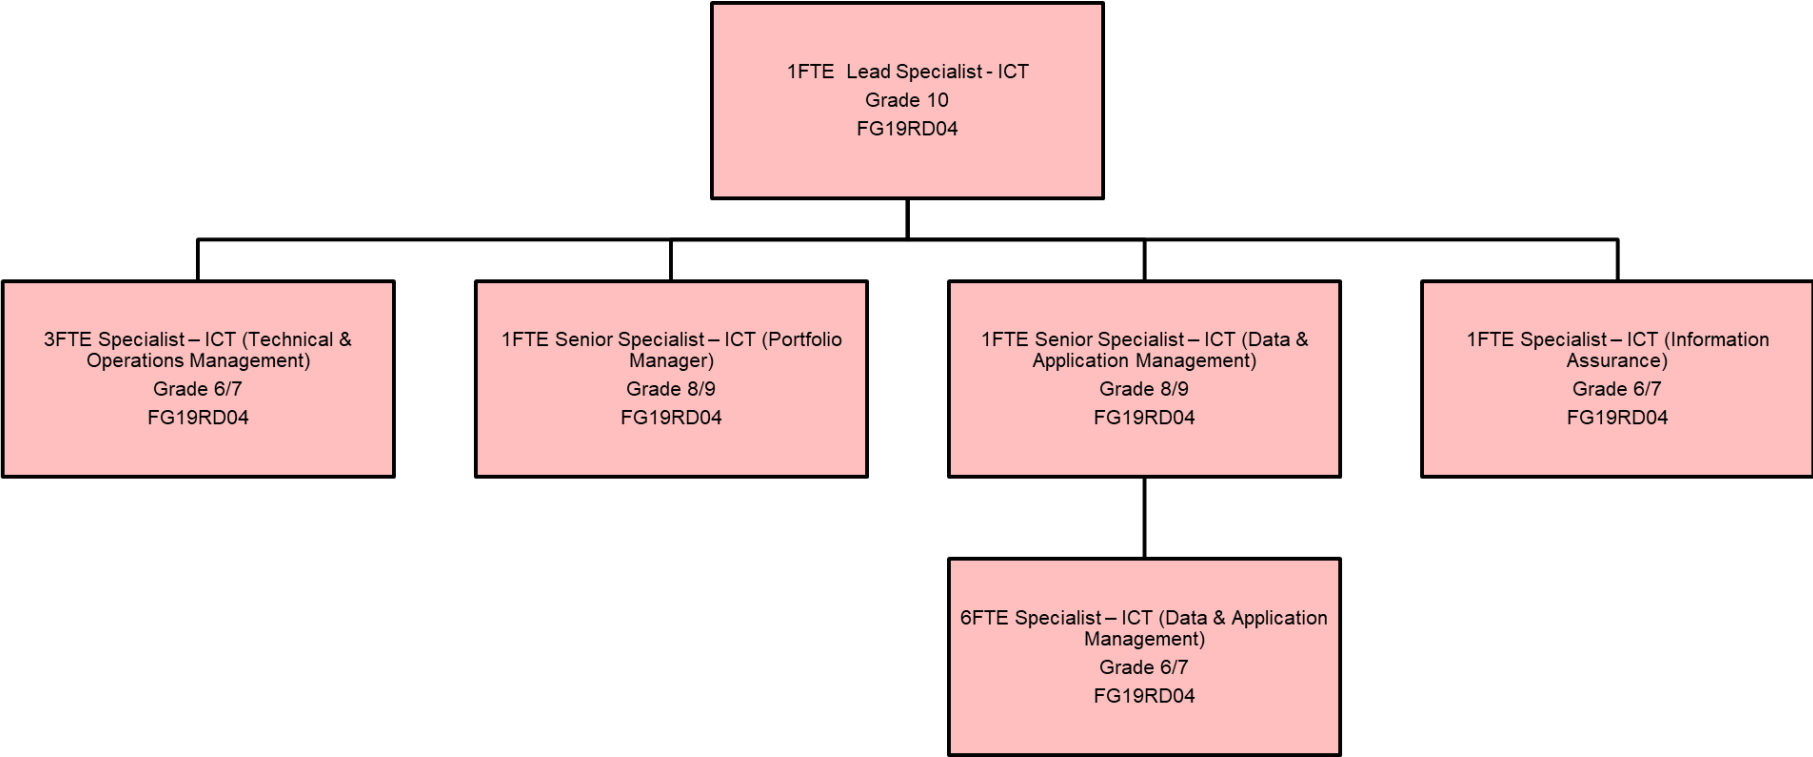 1FTE  Lead Specialist - ICT
Grade 10
FG19RD04
3FTE Specialist – ICT (Technical &
Operations Management)
Grade 6/7
FG19RD04
1FTE Senior Specialist – ICT (Portfolio
Manager)
Grade 8/9
FG19RD04
1FTE Senior Specialist – ICT (Data &
Application Management)
Grade 8/9
FG19RD04
1FTE Specialist – ICT (Information
Assurance)
Grade 6/7
FG19RD04
6FTE Specialist – ICT (Data & Application
Management)
Grade 6/7
FG19RD04